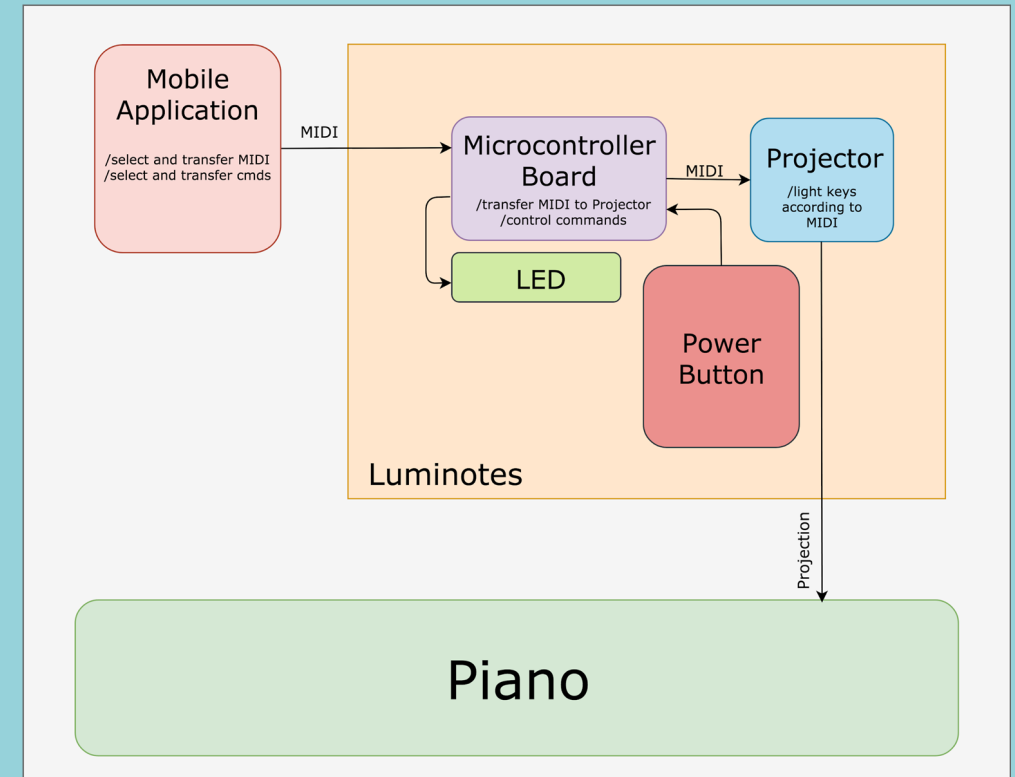 Mobile
Application
/select and transfer MIDI
/select and transfer cmds
MIDI
Microcontroller
Board
/transfer MIDI to Projector
/control commands
MIDI
Projector
/light keys
according to
MIDI
LED
Power
Button
Luminotes
Projection
Piano